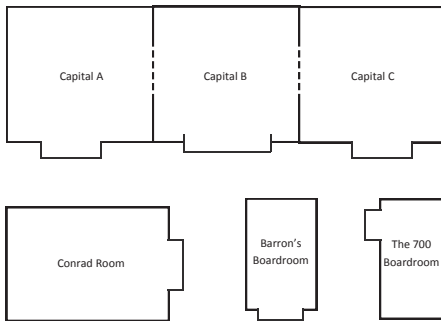 Capital A
Capital B
Capital C
Conrad Room
Barron's
Boardroom
The 700
Boardroom